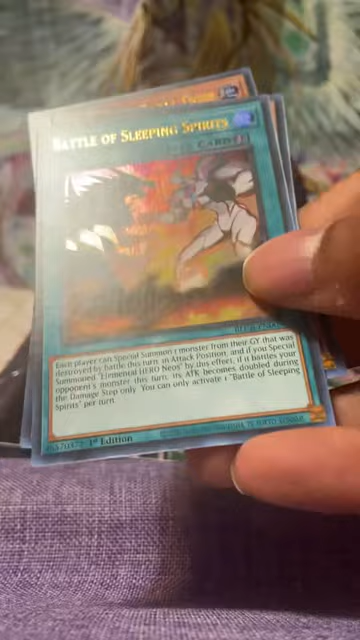 BATTLE OF SLEEPING SPIRITS
CARD
Each player can Special Summon 1 monster from their GY that was
destroyed by battle this turn, in Attack Position, and if you Special
Summoned "Elemental HERO Neos" by this effect, if it battles your
opponent's monster this turn, its ATK becomes doubled during
the Damage Step only. You can only activate 1 "Battle of Sleeping
Spirits" per turn.
1st Edition